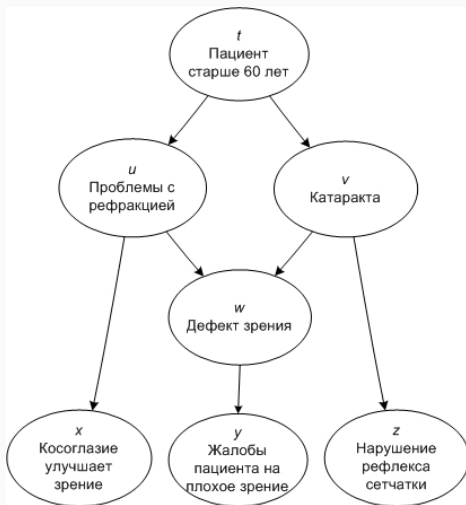 t
Пациент
старше 60 лет
u
Проблемы с
рефракцией
v
Катаракта
w
Дефект зрения
x
Косоглазие
улучшает
зрение
y
Жалобы
пациента на
плохое зрение
z
Нарушение
рефлекса
сетчатки